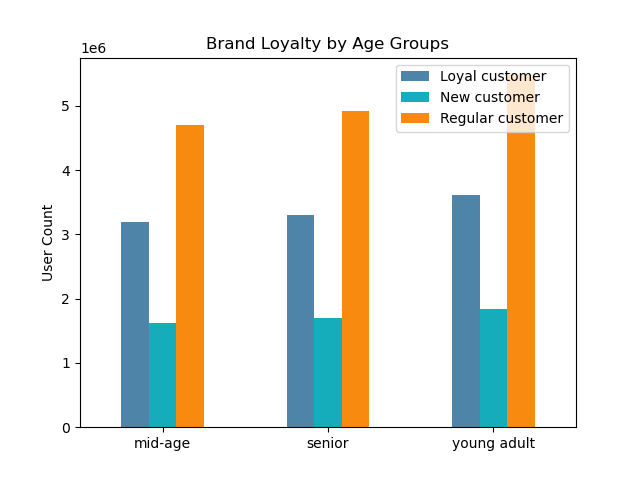 Brand Loyalty by Age Groups
1e6
Loyal customer
New customer
Regular customer
User Count
5
4
3
2
1
0
mid-age
senior
young adult